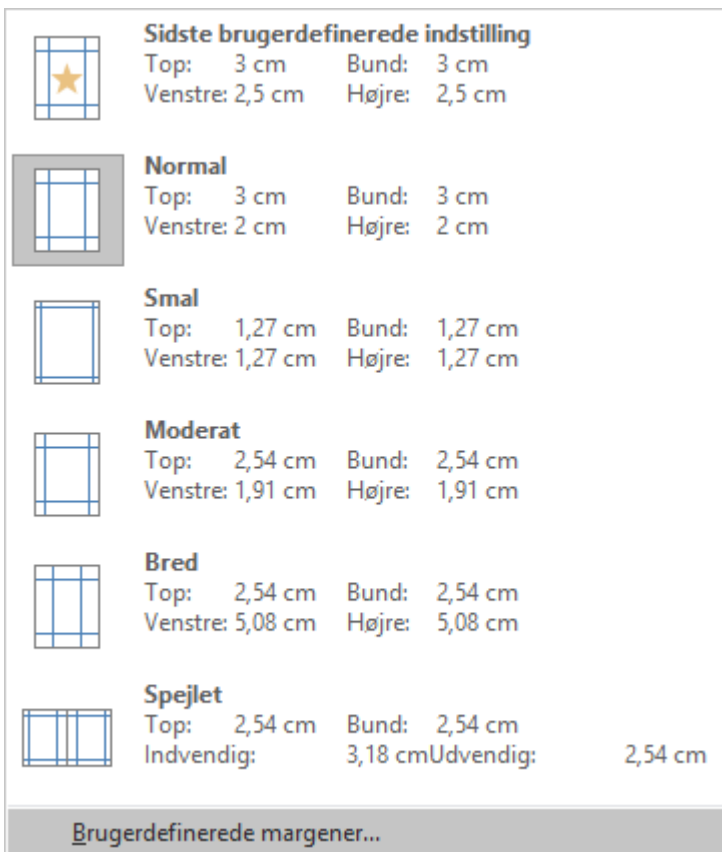 Sidste brugerdefinerede indstilling
Top: 3 cm Bund: 3 cm
Venstre: 2,5 cm Højre: 2,5 cm
Normal
Top: 3 cm Bund: 3 cm
Venstre: 2 cm Højre: 2 cm
Smal
Top: 1,27 cm Bund: 1,27 cm
Venstre: 1,27 cm Højre: 1,27 cm
Moderat
Top: 2,54 cm Bund: 2,54 cm
Venstre: 1,91 cm Højre: 1,91 cm
Bred
Top: 2,54 cm Bund: 2,54 cm
Venstre: 5,08 cm Højre: 5,08 cm
Spejlet
Top: 2,54 cm Bund: 2,54 cm
Indvendig: 3,18 cmUdvendig: 2,54 cm
Brugerdefinerede margener...